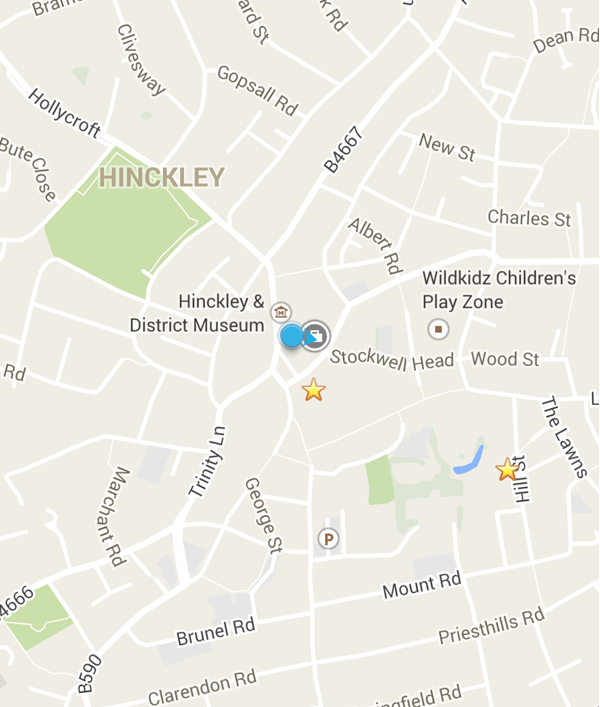 Clivesway
Gopsall Rd
Dean Rd
Hollycroft
Bute Close
B4667
New St
HINCKLEY
Charles St
Albert Rd
Wildkidz Children's
Play Zone
Hinckley &
District Museum
Stockwell Head
Wood St
Rd
The Lawns
Trinity Ln
Hill St
Marchant Rd
George St
P
Mount Rd
4666
Brunel Rd
Priesthills Rd
B590
Clarendon Rd